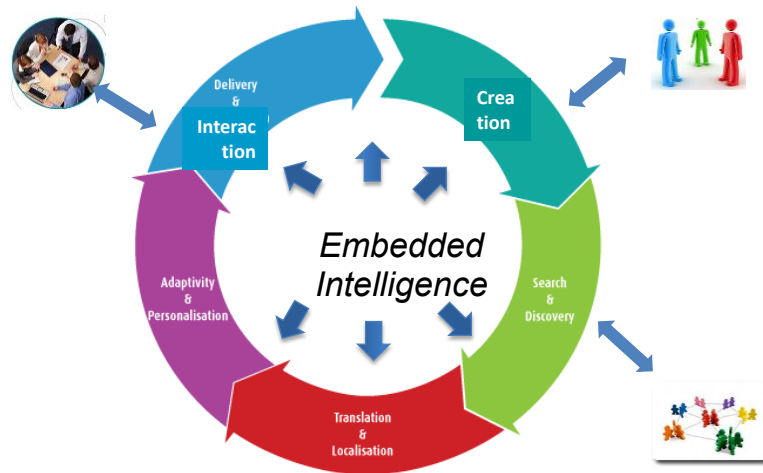 Delivery
&
Interac
tion
Crea
tion
Embedded
Intelligence
Adaptivity
&
Personalisation
Search
&
Discovery
Translation
&
Localisation